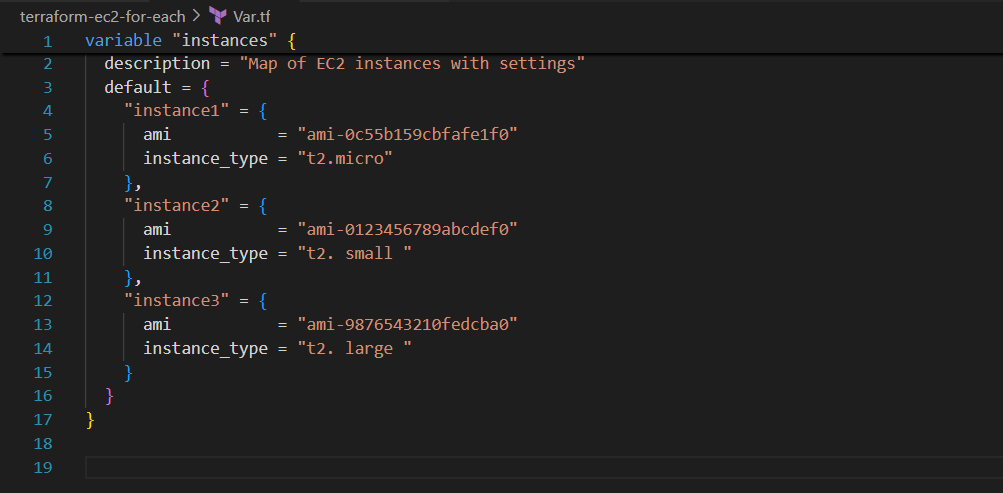 terraform-ec2-for-each > Var.tf
1 variable "instances" {
2   description = "Map of EC2 instances with settings"
3   default = {
4     "instance1" = {
5       ami           = "ami-0c55b159cbfafe1f0"
6       instance_type = "t2.micro"
7     },
8     "instance2" = {
9       ami           = "ami-0123456789abcdef0"
10       instance_type = "t2. small "
11     },
12     "instance3" = {
13       ami           = "ami-9876543210fedcba0"
14       instance_type = "t2. large "
15     }
16   }
17 }
18
19